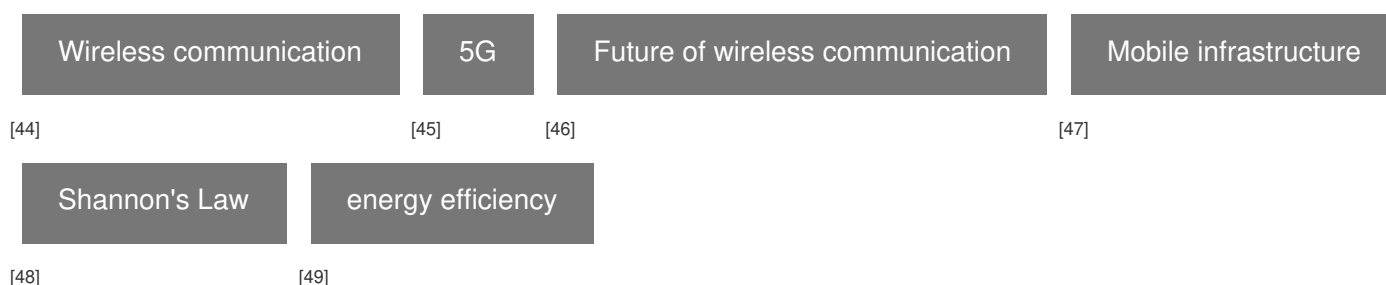 Wireless communication 5G Future of wireless communication Mobile infrastructure
[44] [45] [46] [47]
Shannon's Law energy efficiency
[48] [49]